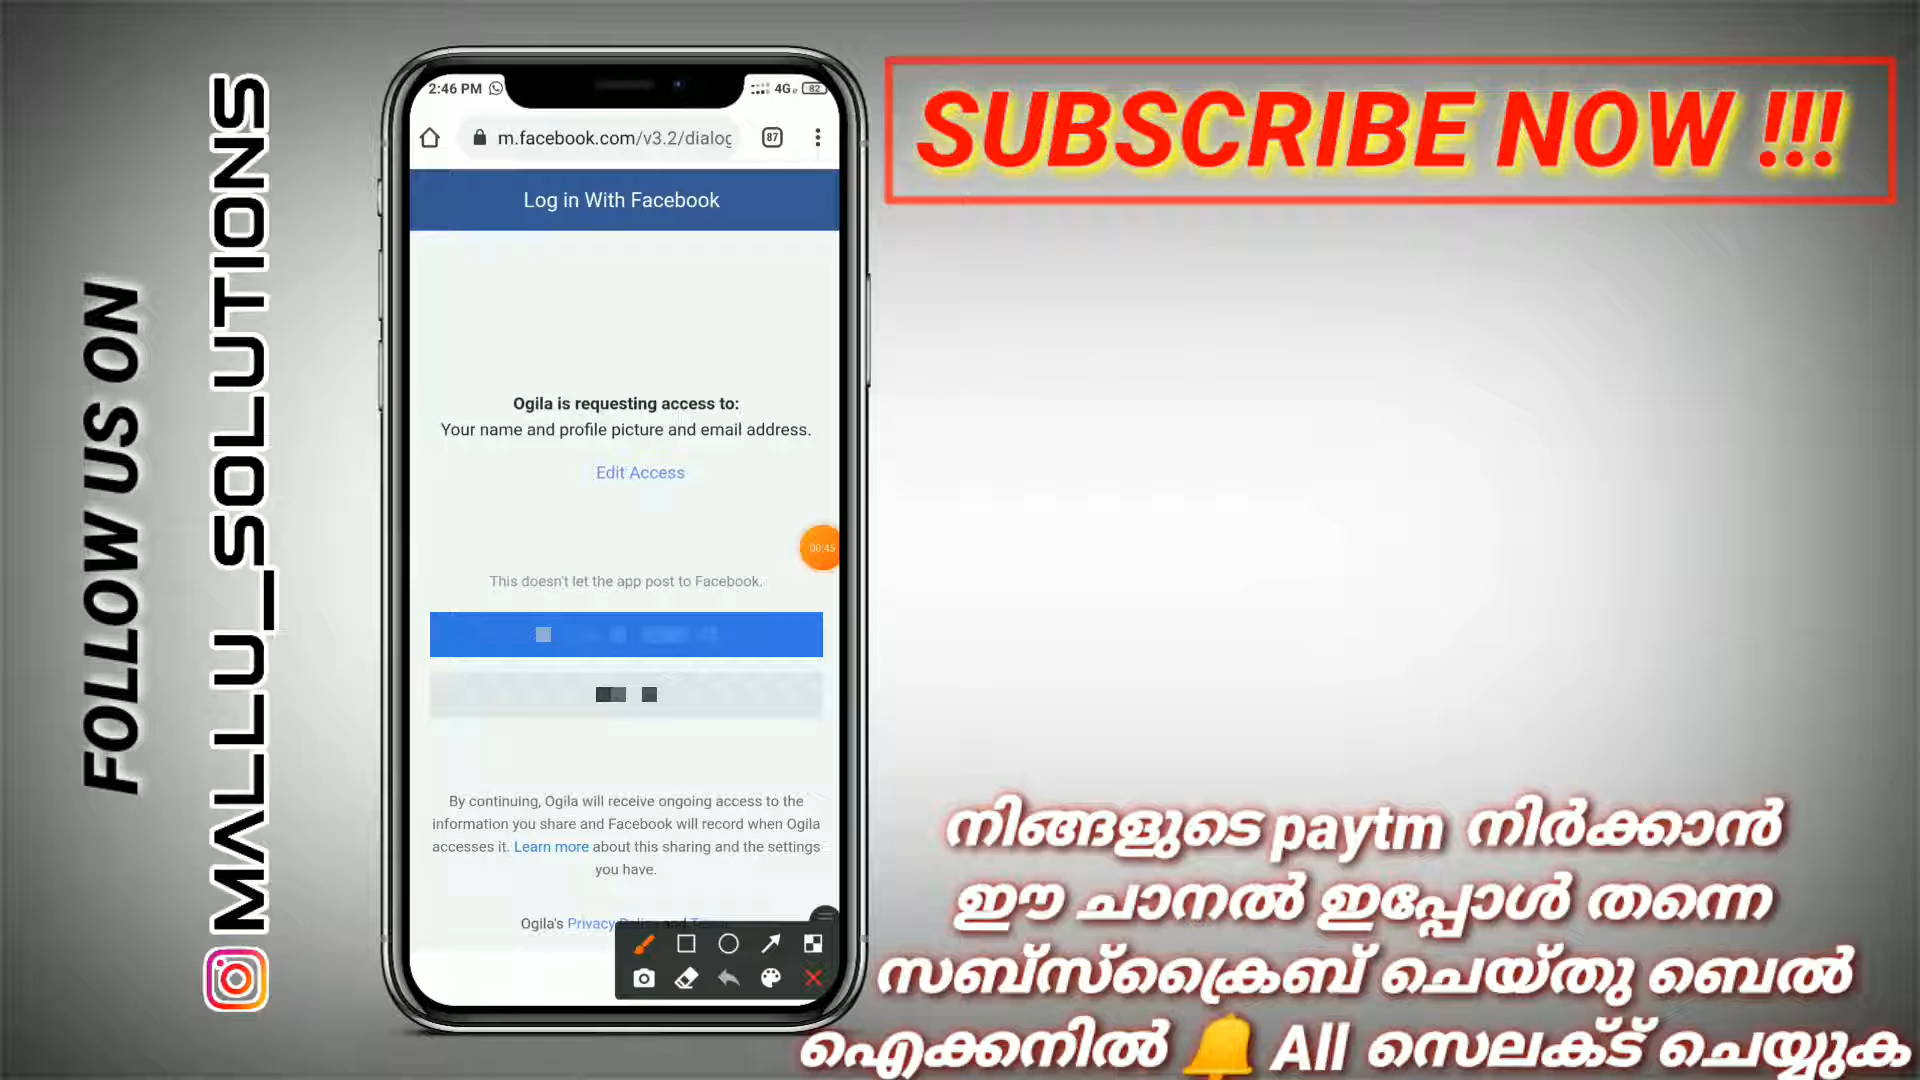 FOLLOW US ON
MALLU_SOLUTIONS
2:46 PM
4G
82
m.facebook.com/v3.2/dialog
87
Log in With Facebook
Ogila is requesting access to:
Your name and profile picture and email address.
Edit Access
00:45
This doesn't let the app post to Facebook.
By continuing, Ogila will receive ongoing access to the
information you share and Facebook will record when Ogila
accesses it. Learn more about this sharing and the settings
you have.
Ogila's Privacy Policy and
SUBSCRIBE NOW !!!
നിങ്ങളുടെ paytm നിർക്കാൻ
ഈ ചാനൽ ഇപ്പോൾ തന്നെ
സബ്സ്ക്രൈബ് ചെയ്തു ബെൽ
ഐക്കനിൽ 🔔 All സെലക്ട് ചെയ്യുക